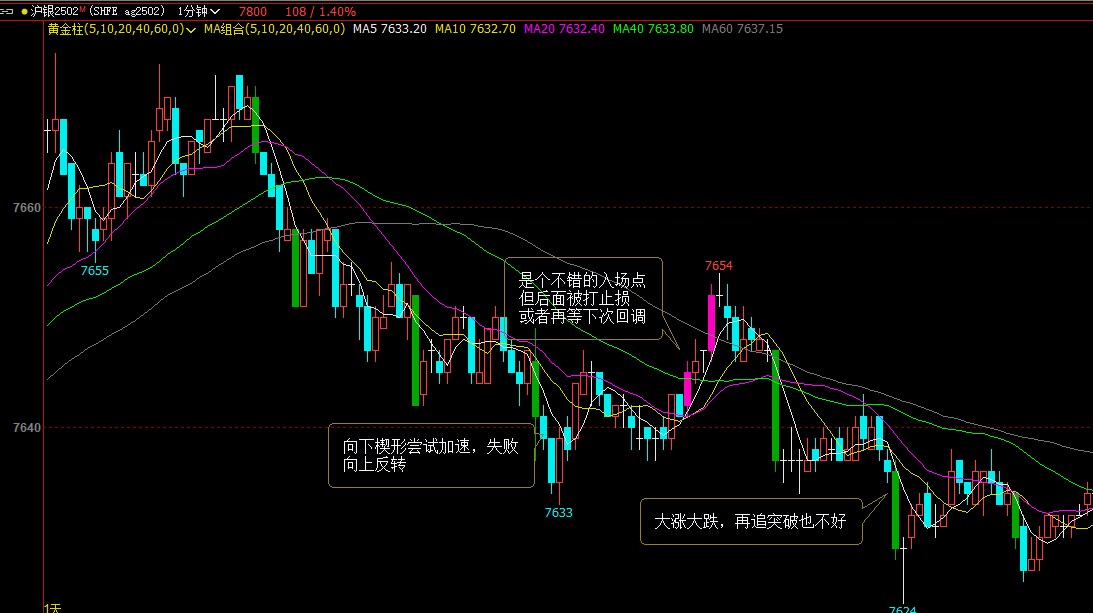 沪银2502ᴹ (SHFE ag2502) 1分钟 7800 108 / 1.40%
黄金柱(5,10,20,40,60,0) MA组合(5,10,20,40,60,0) MA5 7633.20 MA10 7632.70 MA20 7632.40 MA40 7633.80 MA60 7637.15
7660
7655
是个不错的入场点
但后面被打止损
或者再等下次回调
7654
7640
向下楔形尝试加速，失败
向上反转
7633
大涨大跌，再追突破也不好
7624
1天